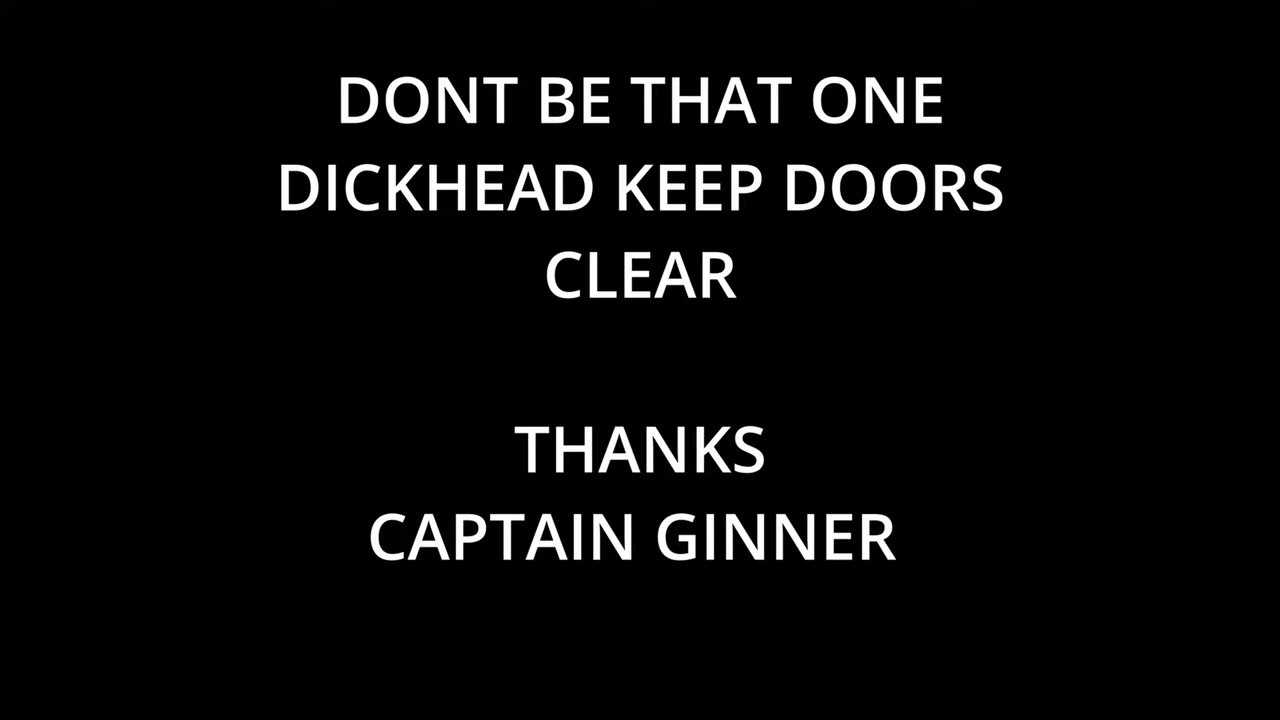 DONT BE THAT ONE
DICKHEAD KEEP DOORS
CLEAR
THANKS
CAPTAIN GINNER